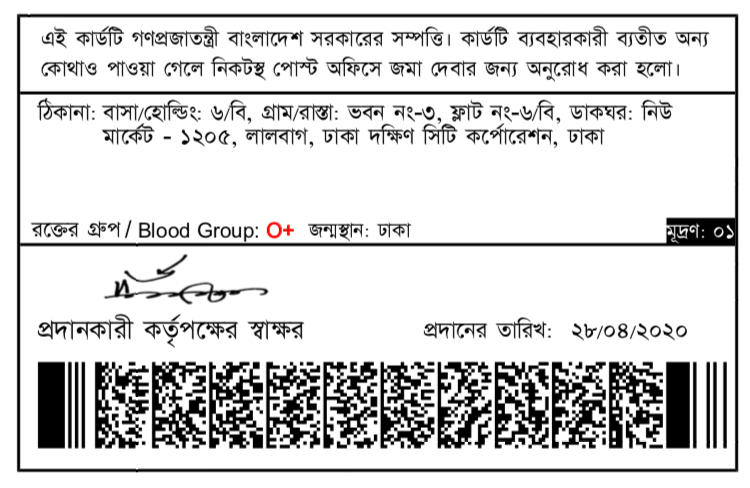 এই কার্ডটি গণপ্রজাতন্ত্রী বাংলাদেশ সরকারের সম্পত্তি। কার্ডটি ব্যবহারকারী ব্যতীত অন্য
কোথাও পাওয়া গেলে নিকটস্থ পোস্ট অফিসে জমা দেবার জন্য অনুরোধ করা হলো।
ঠিকানা: বাসা/হোল্ডিং: ৬/বি, গ্রাম/রাস্তা: ভবন নং-৩, ফ্লাট নং-৬/বি, ডাকঘর: নিউ
মার্কেট - ১২০৫, লালবাগ, ঢাকা দক্ষিণ সিটি কর্পোরেশন, ঢাকা
রক্তের গ্রুপ / Blood Group: O+ জন্মস্থান: ঢাকা মূদ্রণ: ০১
প্রদানকারী কর্তৃপক্ষের স্বাক্ষর প্রদানের তারিখ: ২৮/০৪/২০২০